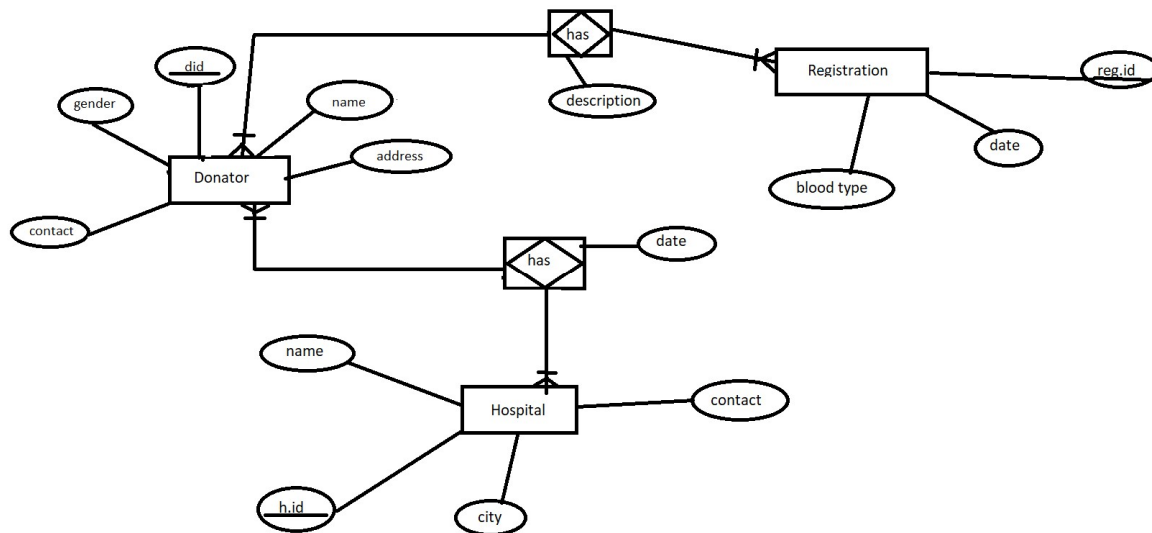 has
did
Registration
reg.id
gender
name
description
date
address
Donator
blood type
contact
date
has
name
contact
Hospital
h.id
city